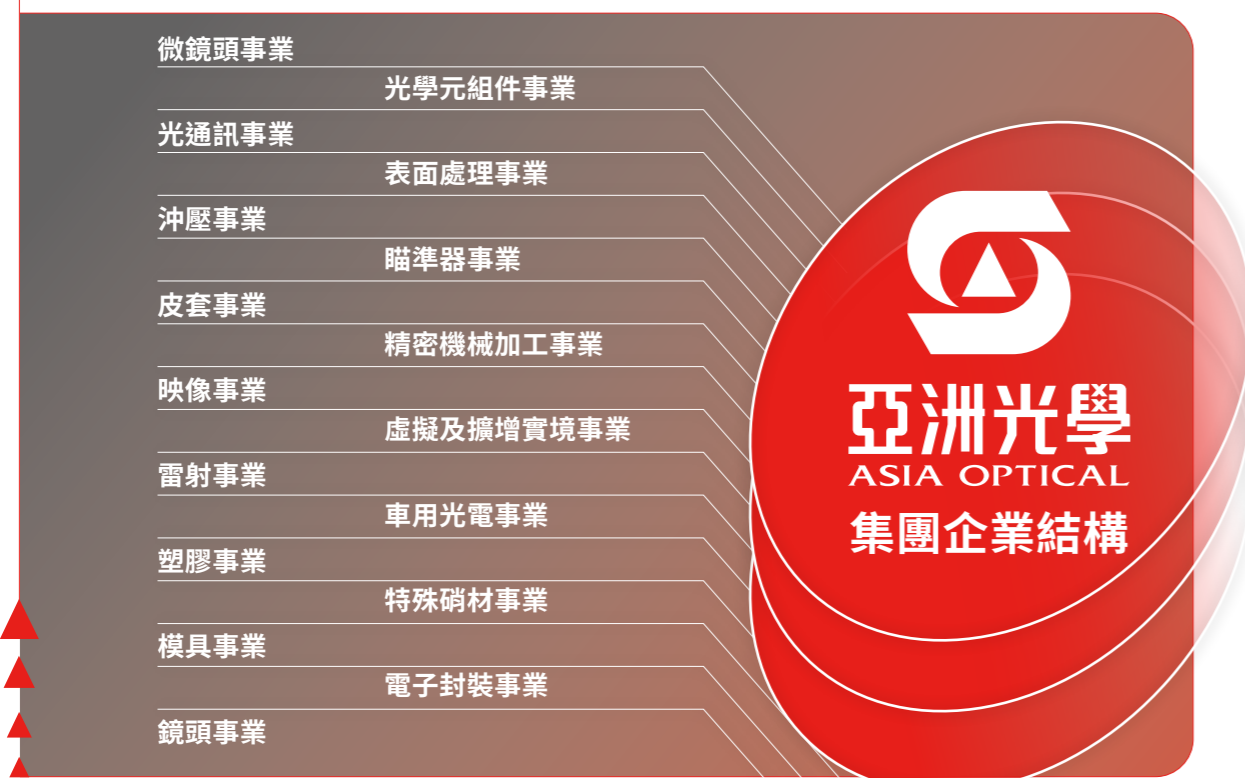 微鏡頭事業
光學元組件事業
光通訊事業
表面處理事業
沖壓事業
瞄準器事業
皮套事業
精密機械加工事業
映像事業
虛擬及擴增實境事業
雷射事業
車用光電事業
塑膠事業
特殊硝材事業
模具事業
電子封裝事業
鏡頭事業
亞洲光學
ASIA OPTICAL
集團企業結構